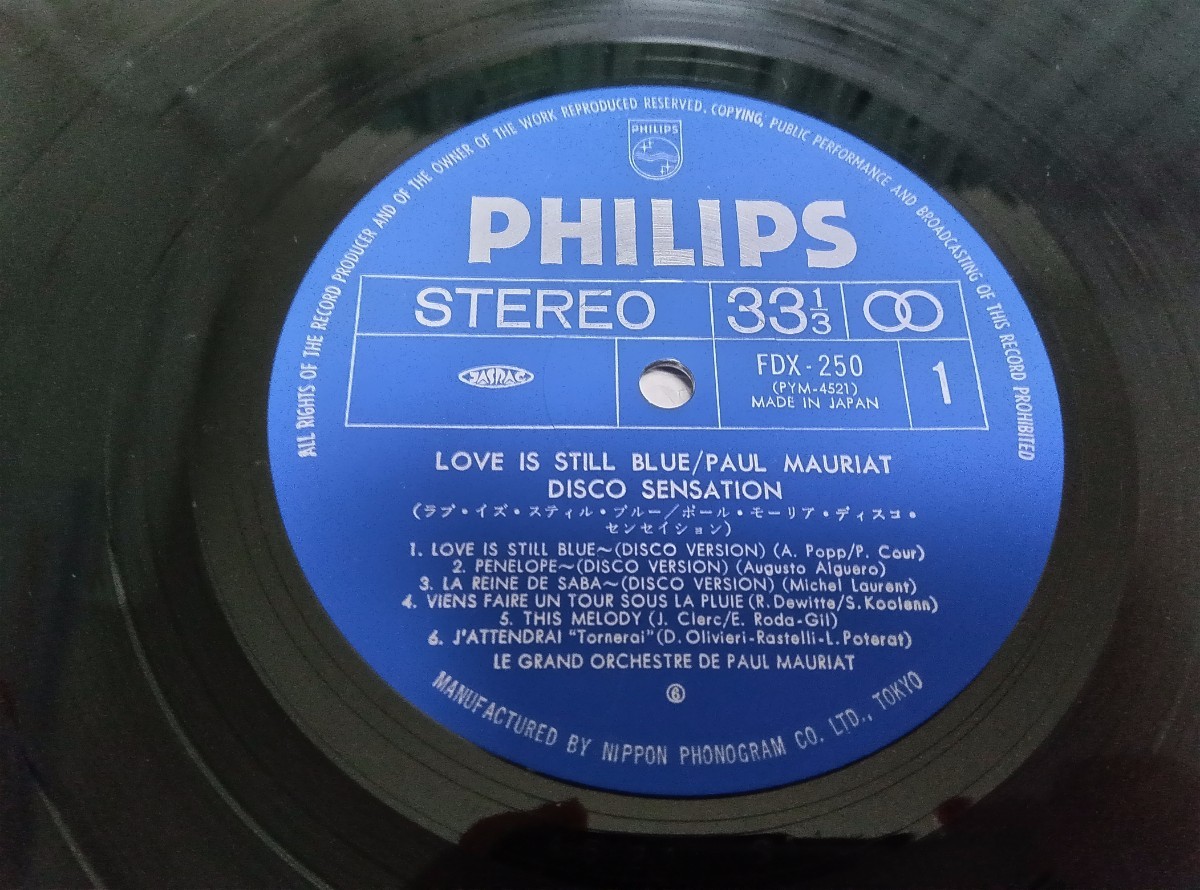 ALL RIGHTS OF THE RECORD PRODUCER AND OF THE OWNER OF THE WORK REPRODUCED RESERVED. COPYING, PUBLIC PERFORMANCE AND BROADCASTING OF THIS RECORD PROHIBITED
PHILIPS
PHILIPS
STEREO 33 1/3
JASRAC FDX-250 1
(PYM-4521)
MADE IN JAPAN
LOVE IS STILL BLUE/PAUL MAURIAT
DISCO SENSATION
(ラブ・イズ・スティル・ブルー/ポール・モーリア・ディスコ・
センセイション)
1. LOVE IS STILL BLUE~(DISCO VERSION) (A. Popp/P. Cour)
2. PENELOPE~(DISCO VERSION) (Augusto Alguero)
3. LA REINE DE SABA~(DISCO VERSION) (Michel Laurent)
4. VIENS FAIRE UN TOUR SOUS LA PLUIE (R. Dewitte/S. Koolenn)
5. THIS MELODY (J. Clerc/E. Roda-Gil)
6. J'ATTENDRAI "Tornerai" (D. Olivieri-Rastelli-L. Poterat)
LE GRAND ORCHESTRE DE PAUL MAURIAT
⑥
MANUFACTURED BY NIPPON PHONOGRAM CO. LTD., TOKYO